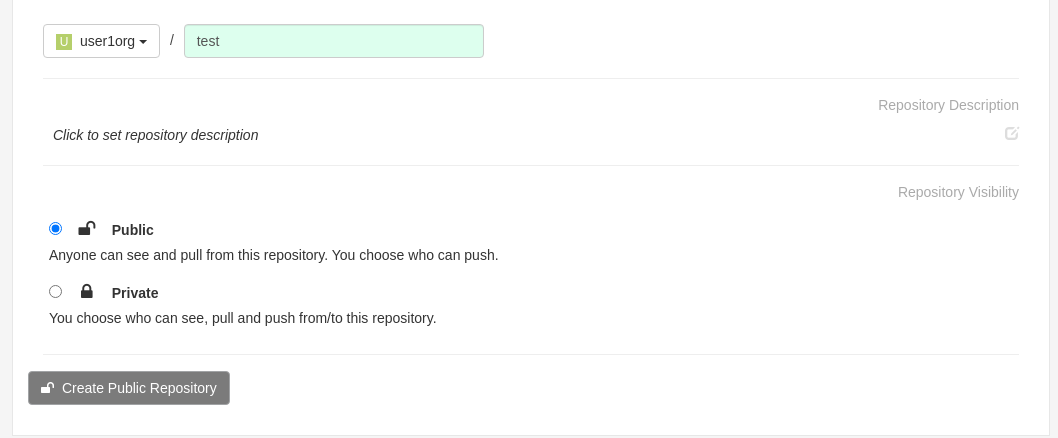 U user1org / test
Repository Description
Click to set repository description
Repository Visibility
Public
Anyone can see and pull from this repository. You choose who can push.
Private
You choose who can see, pull and push from/to this repository.
Create Public Repository